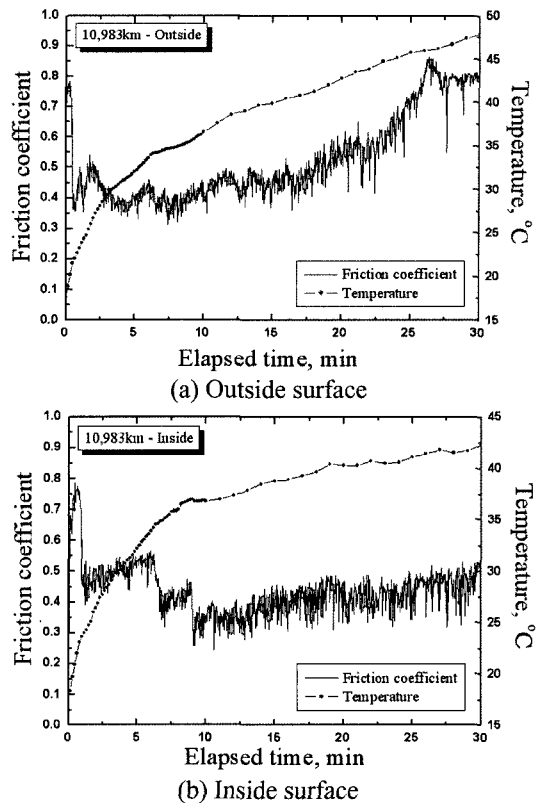 10,983km - Outside
1.0
0.9
0.8
0.7
0.6
0.5
0.4
0.3
0.2
0.1
0.0
Friction coefficient
50
45
40
35
30
25
20
15
Temperature, °C
Friction coefficient
Temperature
0 5 10 15 20 25 30
Elapsed time, min
(a) Outside surface
10,983km - Inside
1.0
0.9
0.8
0.7
0.6
0.5
0.4
0.3
0.2
0.1
0.0
Friction coefficient
45
40
35
30
25
20
15
Temperature, °C
Friction coefficient
Temperature
0 5 10 15 20 25 30
Elapsed time, min
(b) Inside surface